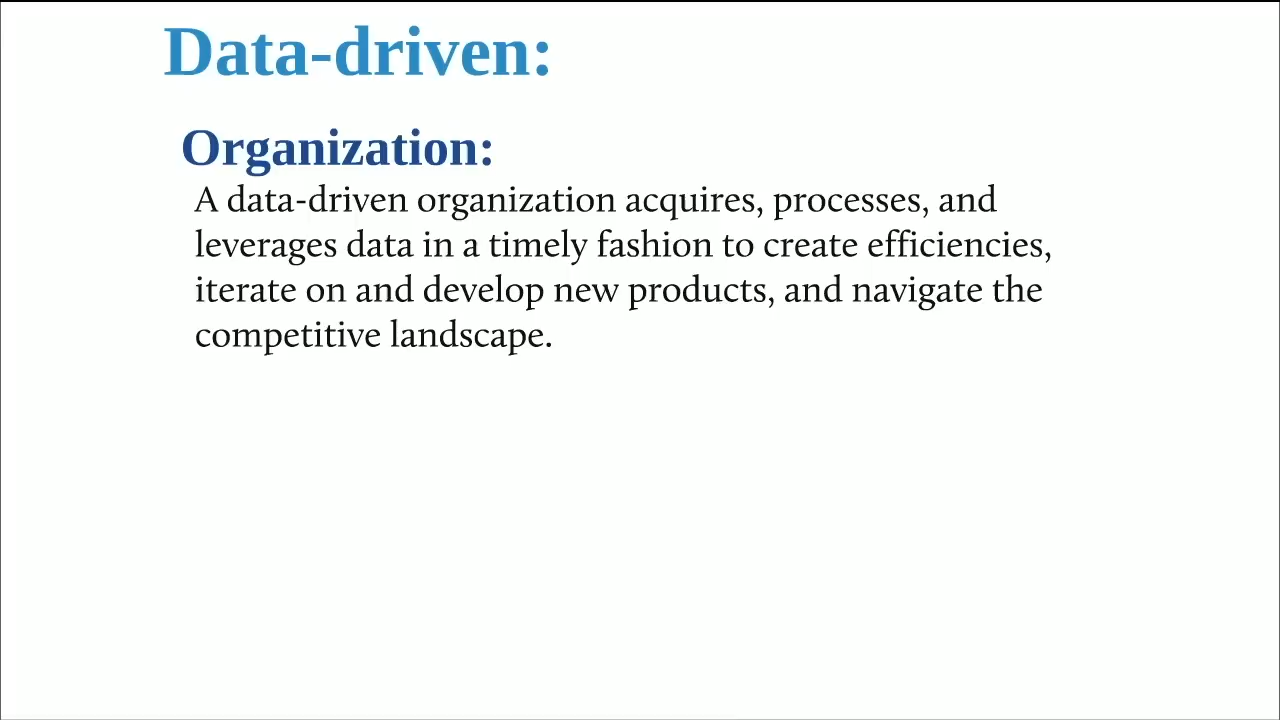 Data-driven:
Organization:
A data-driven organization acquires, processes, and
leverages data in a timely fashion to create efficiencies,
iterate on and develop new products, and navigate the
competitive landscape.